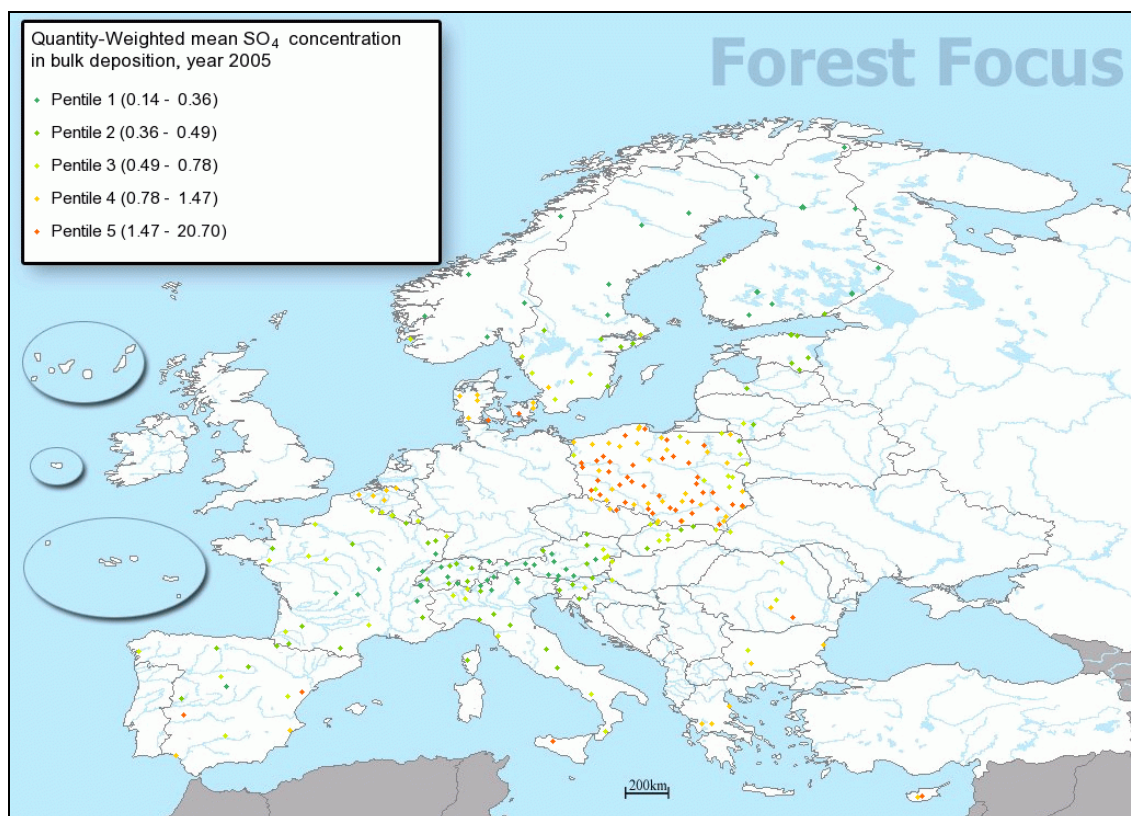 Quantity-Weighted mean SO4 concentration
in bulk deposition, year 2005
Pentile 1 (0.14 - 0.36)
Pentile 2 (0.36 - 0.49)
Pentile 3 (0.49 - 0.78)
Pentile 4 (0.78 - 1.47)
Pentile 5 (1.47 - 20.70)
Forest Focus
200km